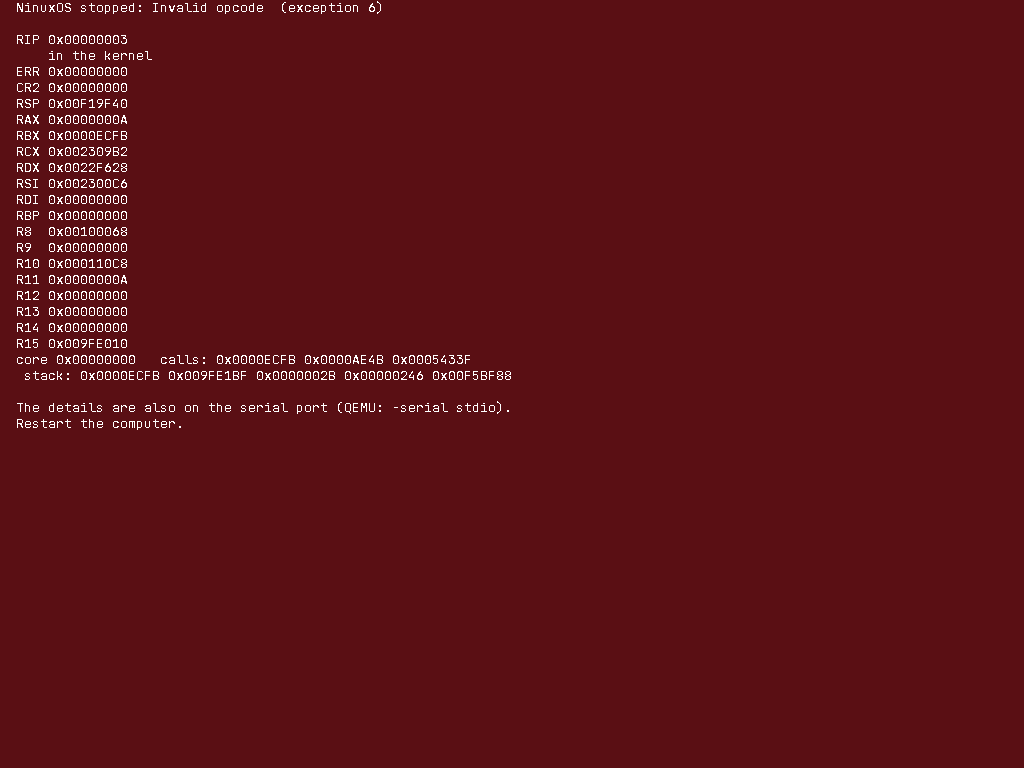 NinuxOS stopped: Invalid opcode  (exception 6)
RIP 0x00000003
in the kernel
ERR 0x00000000
CR2 0x00000000
RSP 0x00F19F40
RAX 0x0000000A
RBX 0x0000ECFB
RCX 0x002309B2
RDX 0x0022F628
RSI 0x002300C6
RDI 0x00000000
RBP 0x00000000
R8  0x00100068
R9  0x00000000
R10 0x000110C8
R11 0x0000000A
R12 0x00000000
R13 0x00000000
R14 0x00000000
R15 0x009FE010
core 0x00000000   calls: 0x0000ECFB 0x0000AE4B 0x0005433F
stack: 0x0000ECFB 0x009FE1BF 0x0000002B 0x00000246 0x00F5BF88
The details are also on the serial port (QEMU: -serial stdio).
Restart the computer.